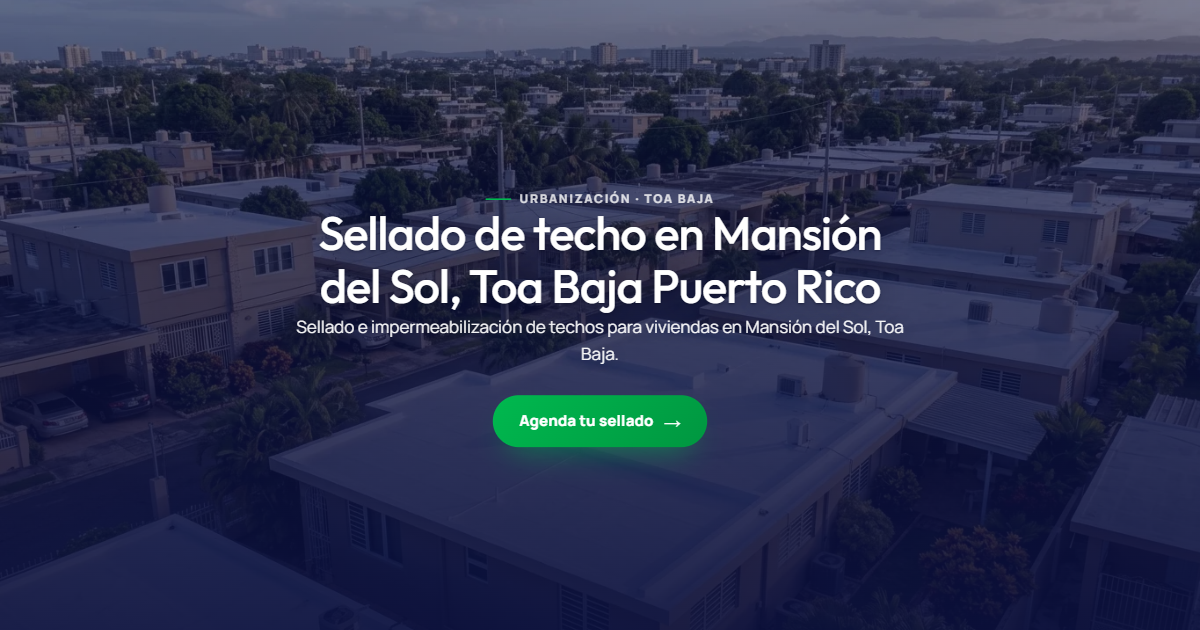 URBANIZACIÓN · TOA BAJA
Sellado de techo en Mansión
del Sol, Toa Baja Puerto Rico
Sellado e impermeabilización de techos para viviendas en Mansión del Sol, Toa
Baja.
Agenda tu sellado →